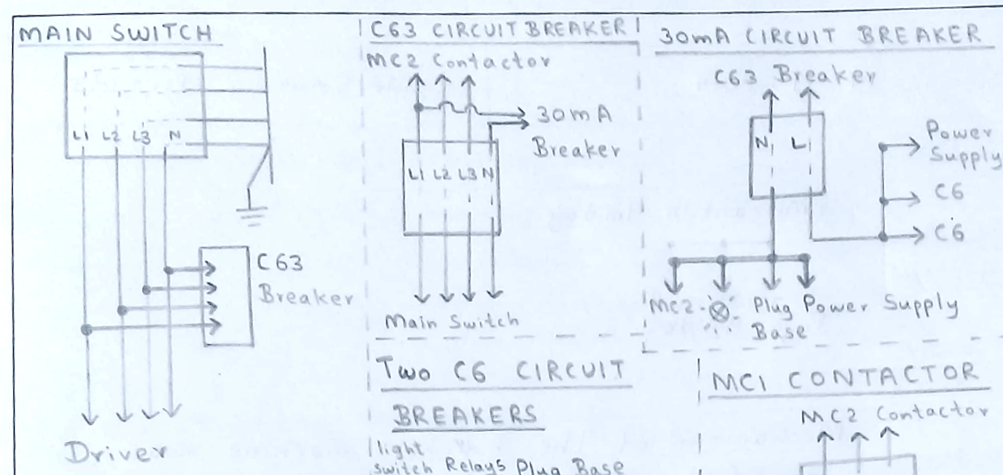 MAIN SWITCH
L1 L2 L3 N
C63
Breaker
Driver
C63 CIRCUIT BREAKER
MC2 Contactor
30mA
Breaker
L1 L2 L3 N
Main Switch
30mA CIRCUIT BREAKER
C63 Breaker
N L
Power
Supply
C6
C6
MC2 Plug Power Supply
Base
Two C6 CIRCUIT
BREAKERS
light
Switch Relays Plug Base
MC1 CONTACTOR
MC2 Contactor